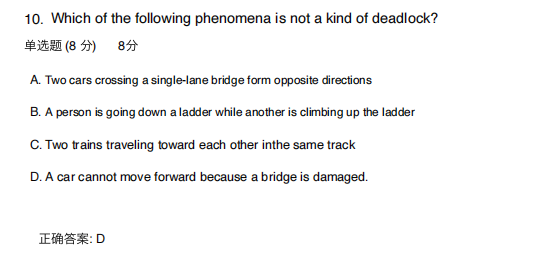 10. Which of the following phenomena is not a kind of deadlock?
单选题 (8 分) 8分
A. Two cars crossing a single-lane bridge form opposite directions
B. A person is going down a ladder while another is climbing up the ladder
C. Two trains traveling toward each other inthe same track
D. A car cannot move forward because a bridge is damaged.
正确答案: D